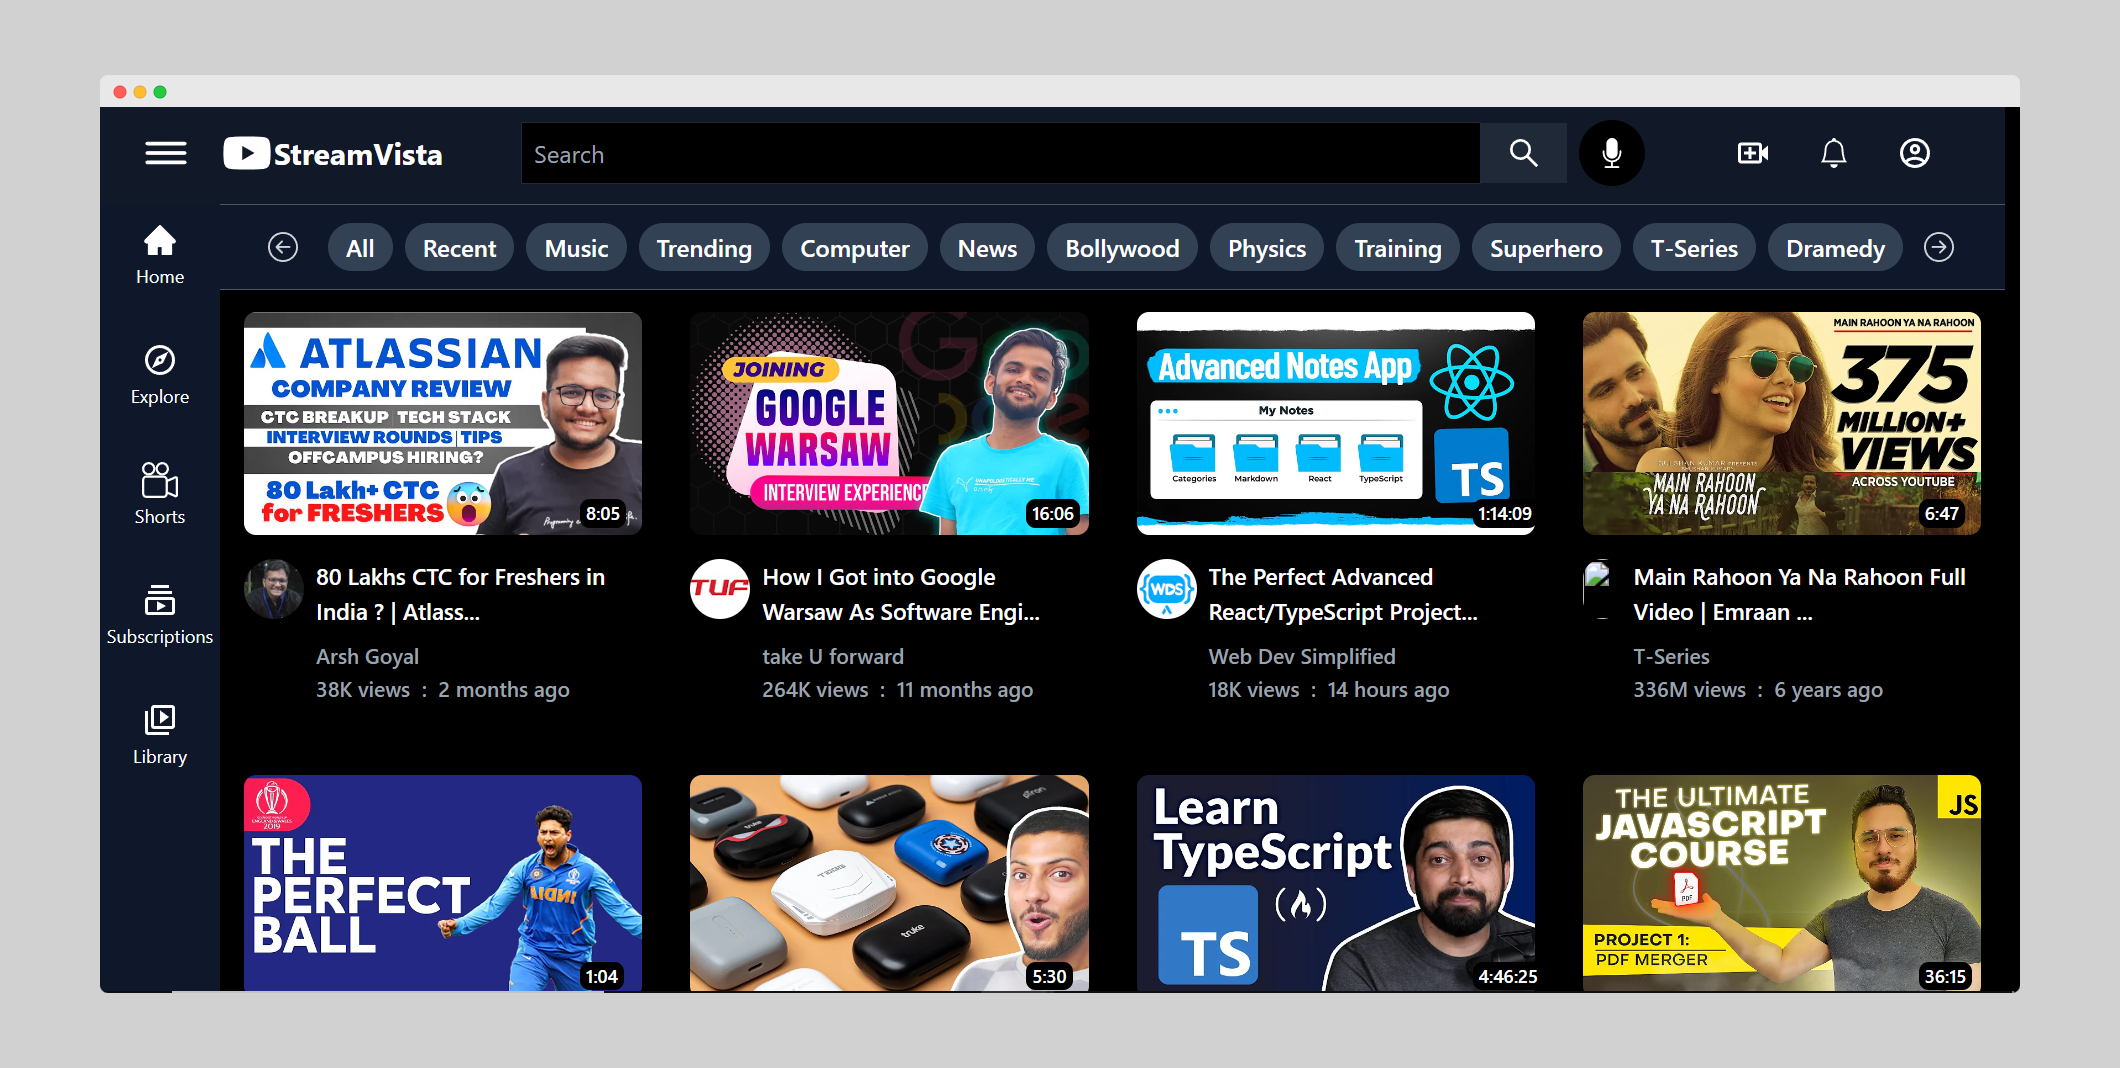 StreamVista
Search
Home
Explore
Shorts
Subscriptions
Library
All
Recent
Music
Trending
Computer
News
Bollywood
Physics
Training
Superhero
T-Series
Dramedy
ATLASSIAN
COMPANY REVIEW
CTC BREAKUP | TECH STACK
INTERVIEW ROUNDS | TIPS
OFFCAMPUS HIRING?
80 Lakh+ CTC
for FRESHERS
8:05
80 Lakhs CTC for Freshers in
India ? | Atlass...
Arsh Goyal
38K views : 2 months ago
JOINING
GOOGLE
WARSAW
INTERVIEW EXPERIENCE
16:06
TUF
How I Got into Google
Warsaw As Software Engi...
take U forward
264K views : 11 months ago
Advanced Notes App
My Notes
Categories
Markdown
React
TypeScript
TS
1:14:09
WDS
The Perfect Advanced
React/TypeScript Project...
Web Dev Simplified
18K views : 14 hours ago
MAIN RAHOON YA NA RAHOON
375
MILLION+
VIEWS
ACROSS YOUTUBE
MAIN RAHOON
YA NA RAHOON
6:47
Main Rahoon Ya Na Rahoon Full
Video | Emraan ...
T-Series
336M views : 6 years ago
2019
THE
PERFECT
BALL
1:04
truke
5:30
Learn
TypeScript
TS
4:46:25
THE ULTIMATE
JAVASCRIPT
COURSE
JS
PDF
PROJECT 1:
PDF MERGER
36:15